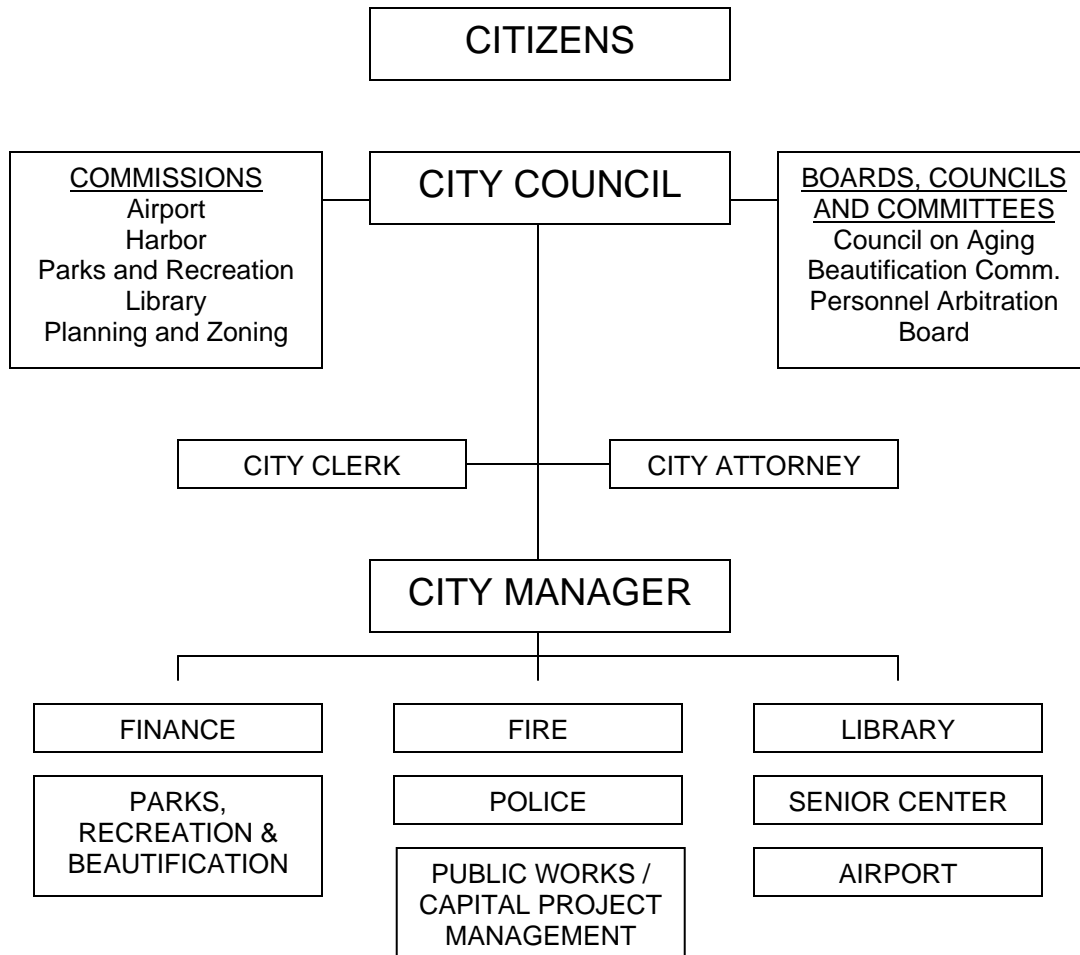 CITIZENS
COMMISSIONS
Airport
Harbor
Parks and Recreation
Library
Planning and Zoning
CITY COUNCIL
BOARDS, COUNCILS
AND COMMITTEES
Council on Aging
Beautification Comm.
Personnel Arbitration
Board
CITY CLERK
CITY ATTORNEY
CITY MANAGER
FINANCE
PARKS,
RECREATION &
BEAUTIFICATION
FIRE
POLICE
PUBLIC WORKS /
CAPITAL PROJECT
MANAGEMENT
LIBRARY
SENIOR CENTER
AIRPORT